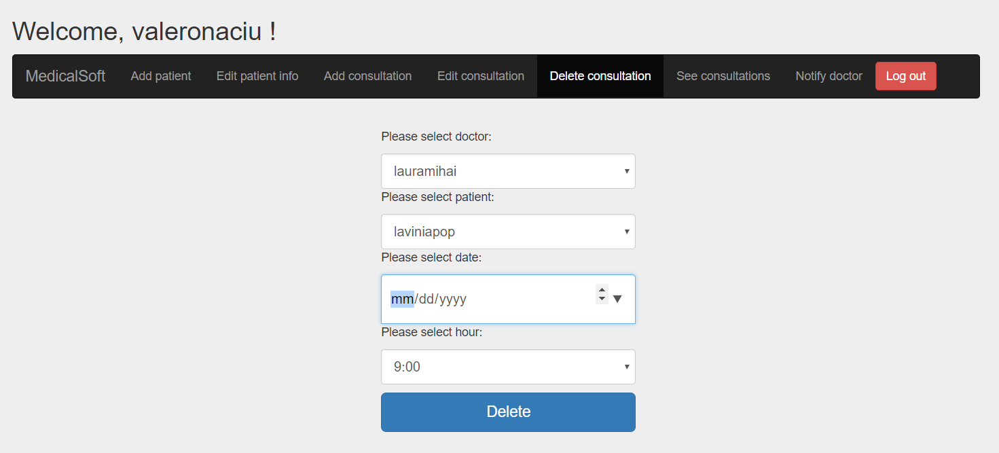 Welcome, valeronaciu !
MedicalSoft Add patient Edit patient info Add consultation Edit consultation Delete consultation See consultations Notify doctor Log out
Please select doctor:
lauramihai
Please select patient:
laviniapop
Please select date:
mm/dd/yyyy
Please select hour:
9:00
Delete